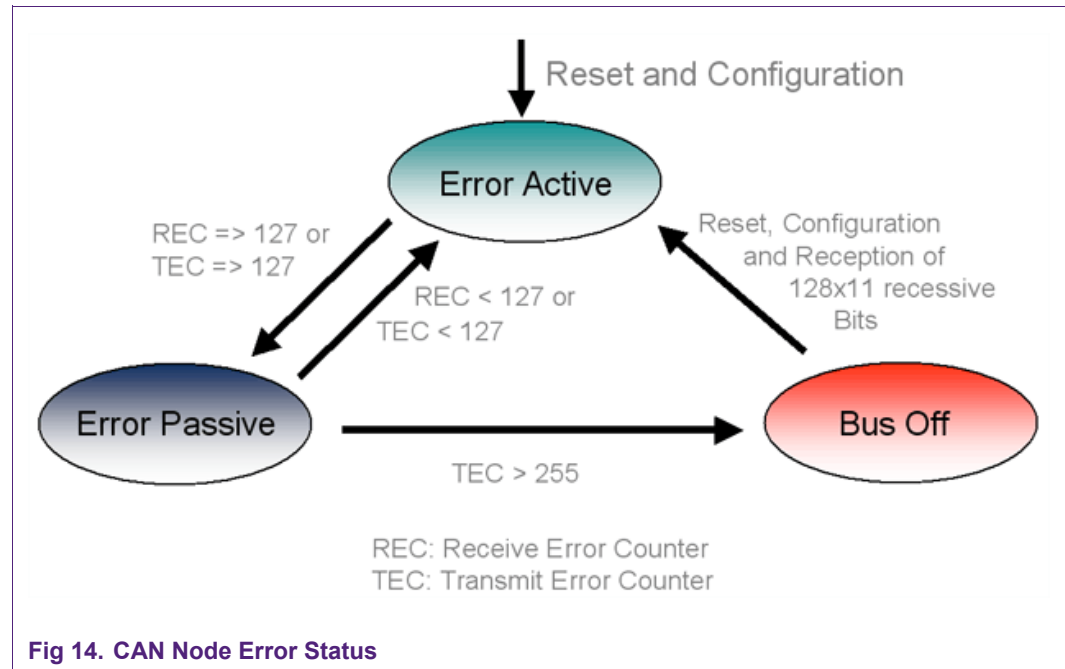 Reset and Configuration
Error Active
REC => 127 or
TEC => 127
REC < 127 or
TEC < 127
Reset, Configuration
and Reception of
128x11 recessive
Bits
Error Passive
Bus Off
TEC > 255
REC: Receive Error Counter
TEC: Transmit Error Counter
Fig 14. CAN Node Error Status